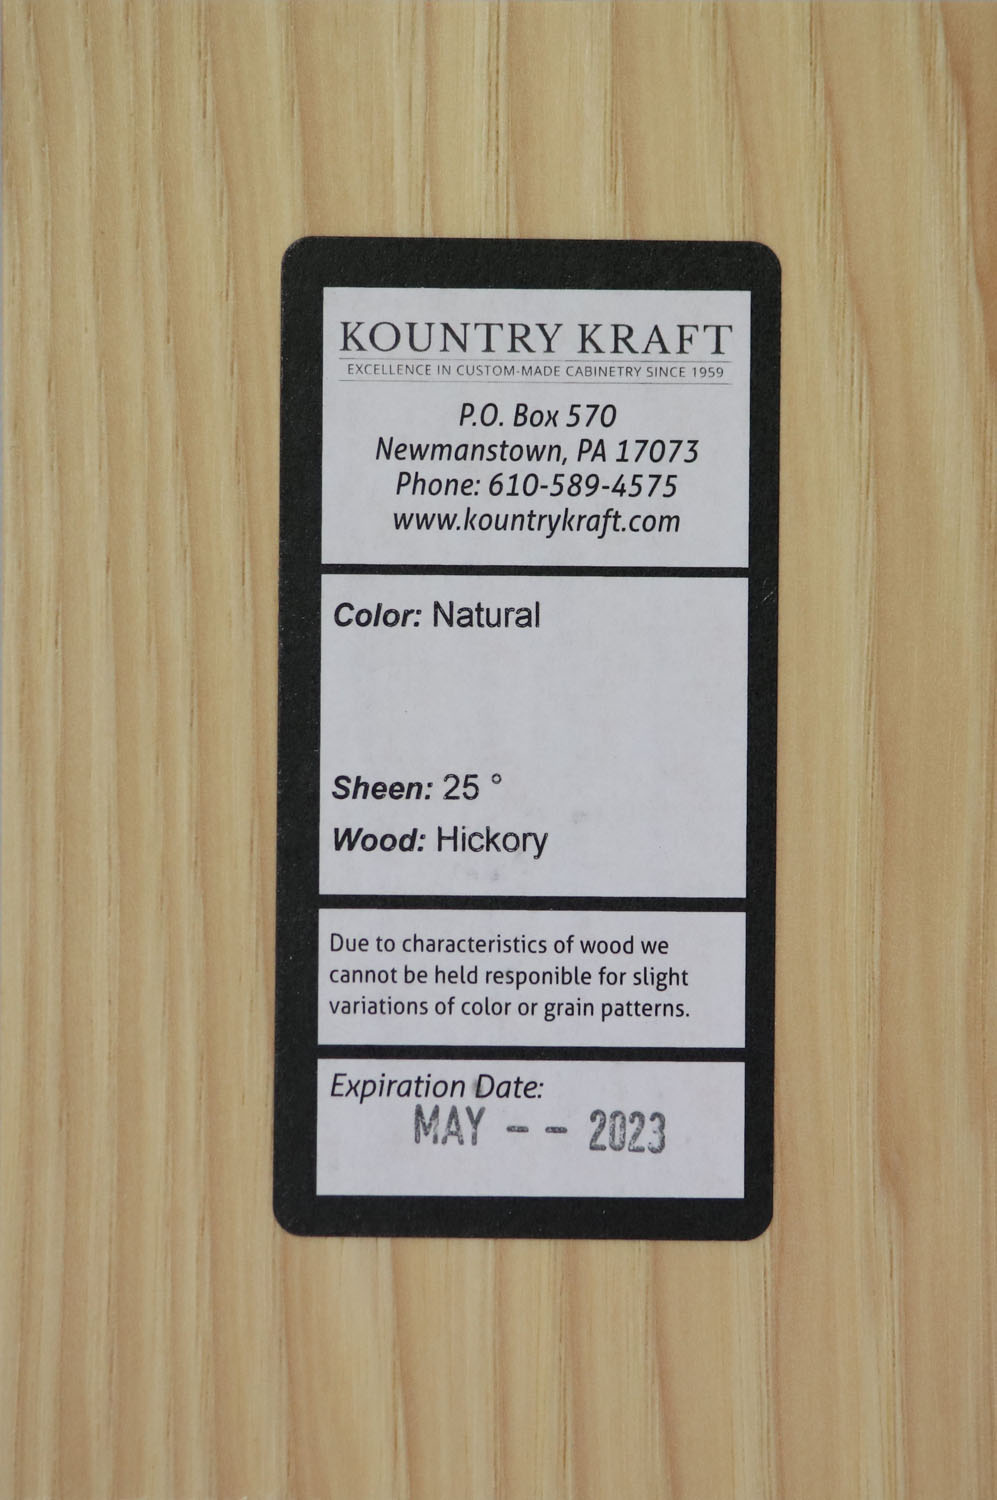 KOUNTRY KRAFT
EXCELLENCE IN CUSTOM-MADE CABINETRY SINCE 1959
P.O. Box 570
Newmanstown, PA 17073
Phone: 610-589-4575
www.kountrykraft.com
Color: Natural
Sheen: 25 °
Wood: Hickory
Due to characteristics of wood we
cannot be held responible for slight
variations of color or grain patterns.
Expiration Date:
MAY -- 2023